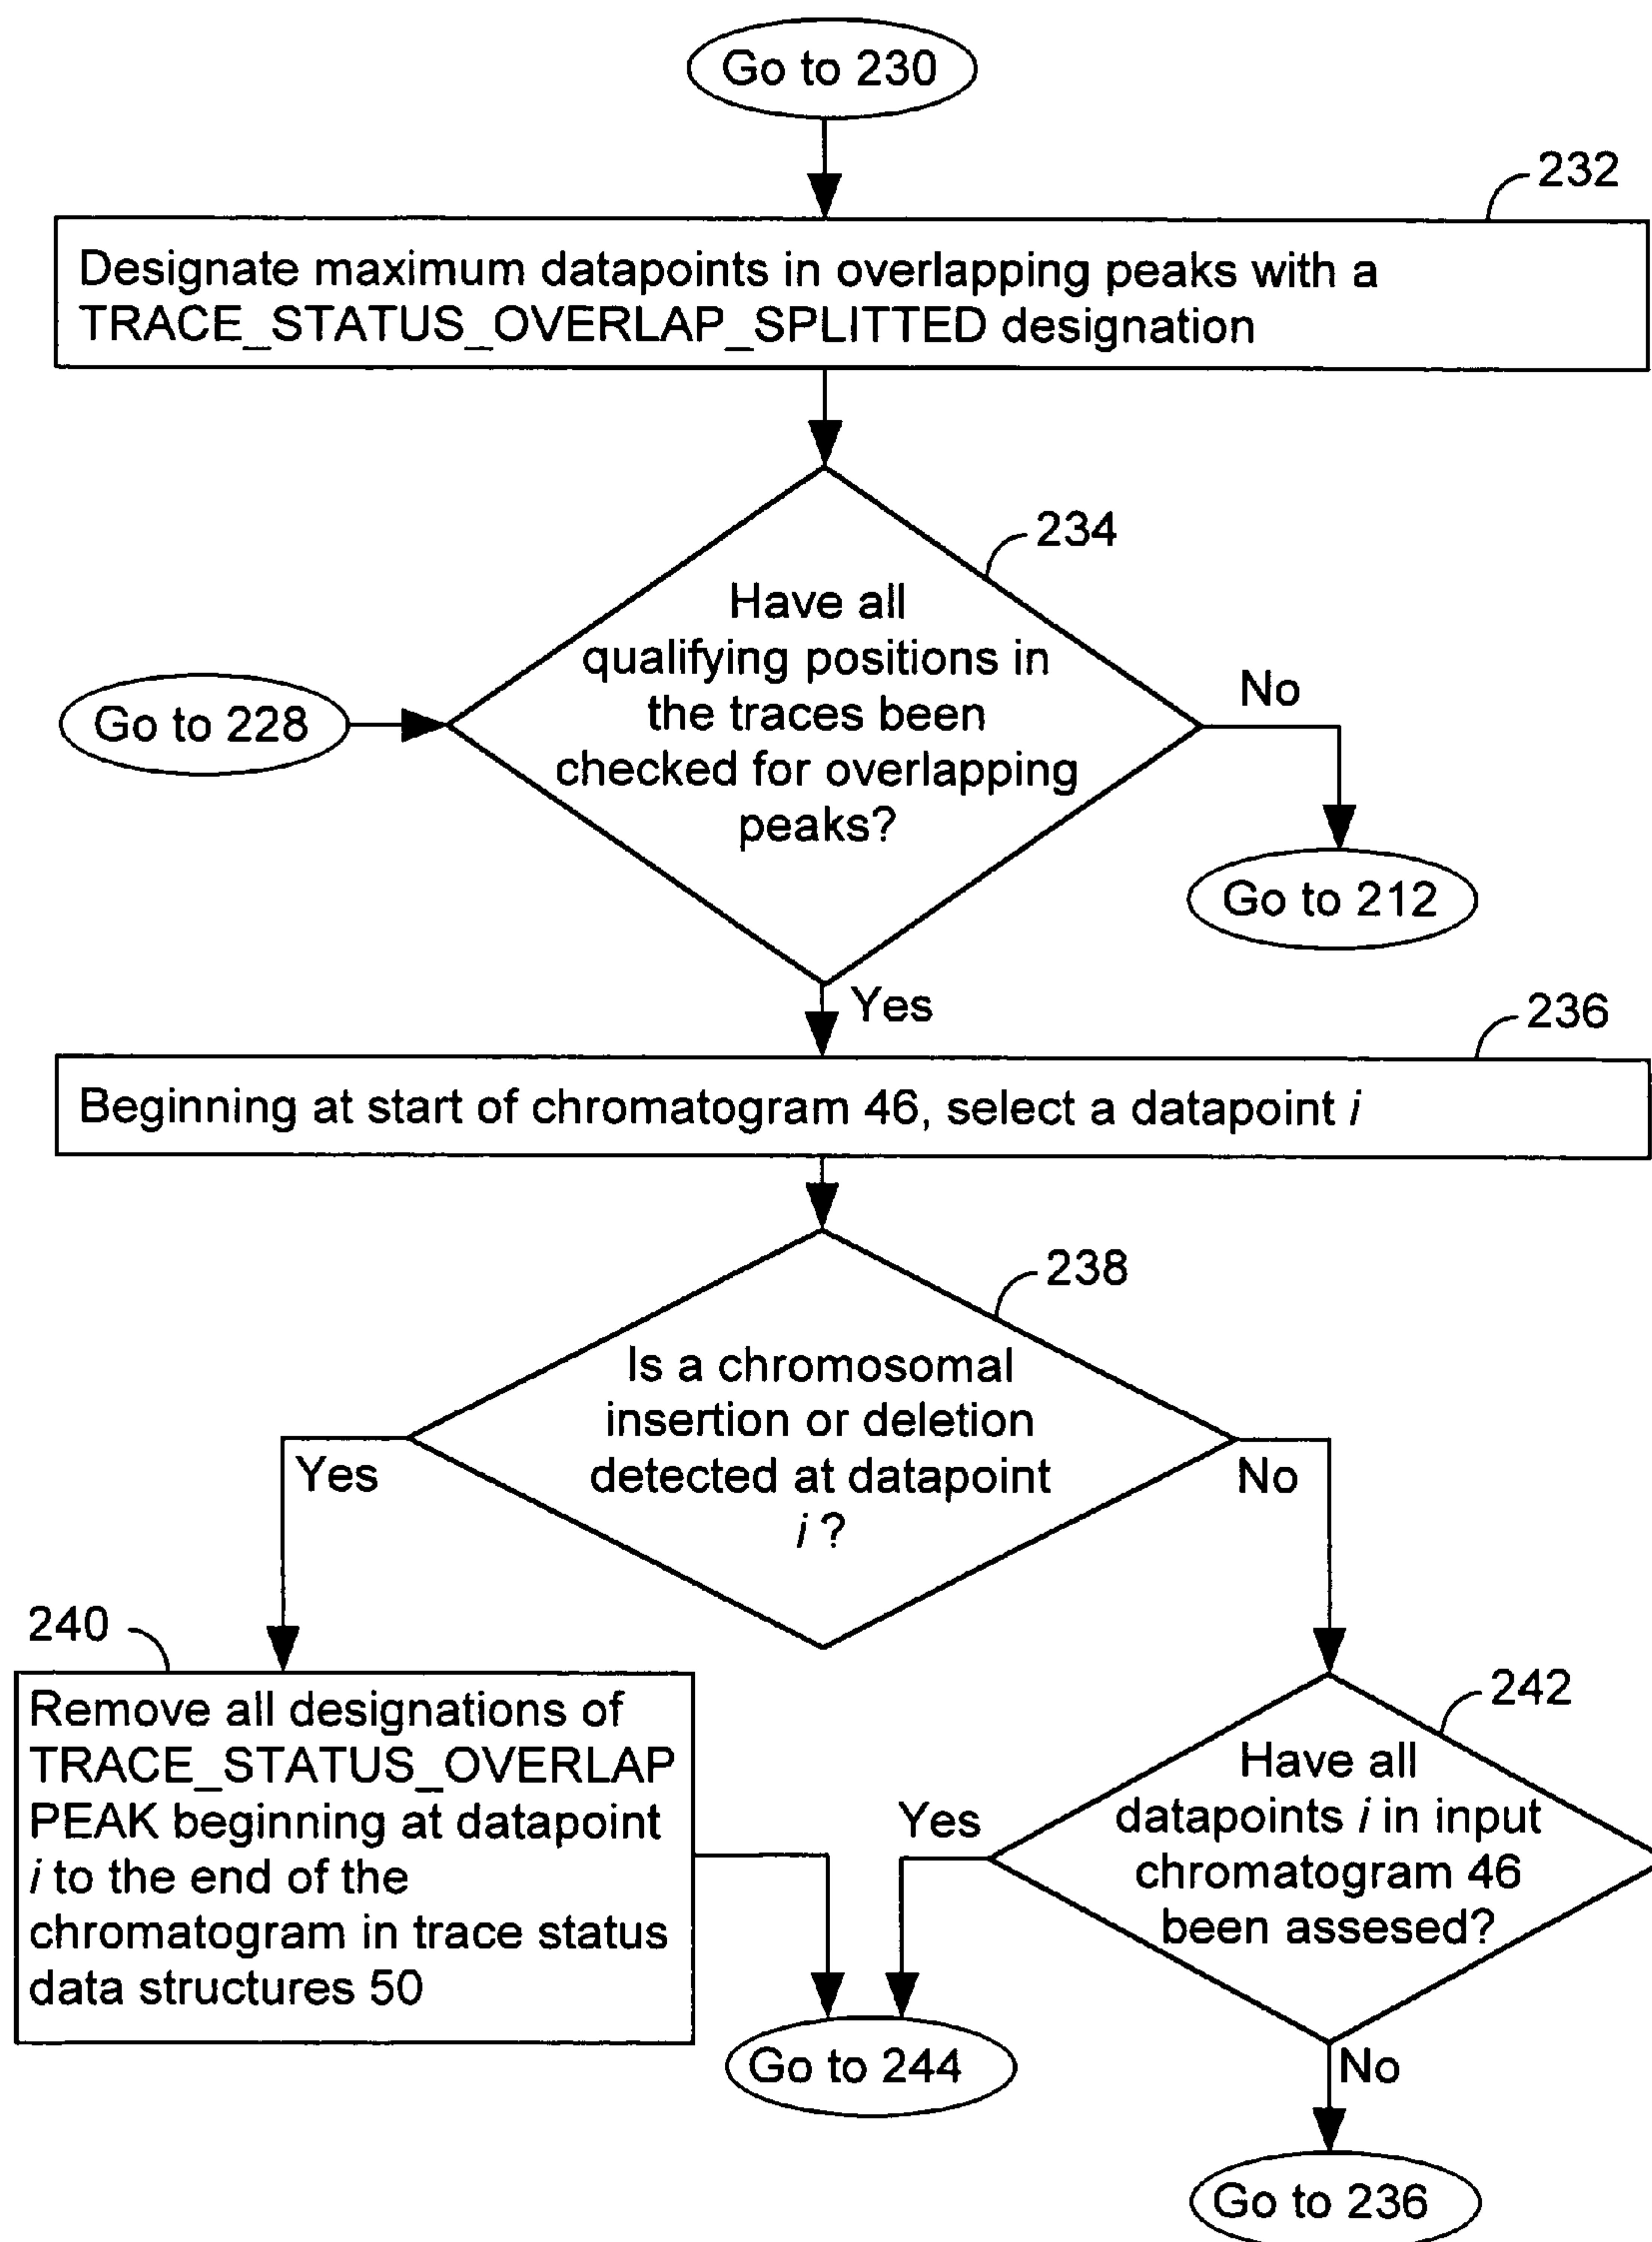 Go to 230
232
Designate maximum datapoints in overlapping peaks with a
TRACE_STATUS_OVERLAP_SPLITTED designation
234
Have all
qualifying positions in
the traces been
checked for overlapping
peaks?
Go to 228
No
Go to 212
Yes
236
Beginning at start of chromatogram 46, select a datapoint i
238
Is a chromosomal
insertion or deletion
detected at datapoint
i ?
Yes
No
240
Remove all designations of
TRACE_STATUS_OVERLAP
PEAK beginning at datapoint
i to the end of the
chromatogram in trace status
data structures 50
242
Have all
datapoints i in input
chromatogram 46
been assesed?
Yes
Go to 244
No
Go to 236